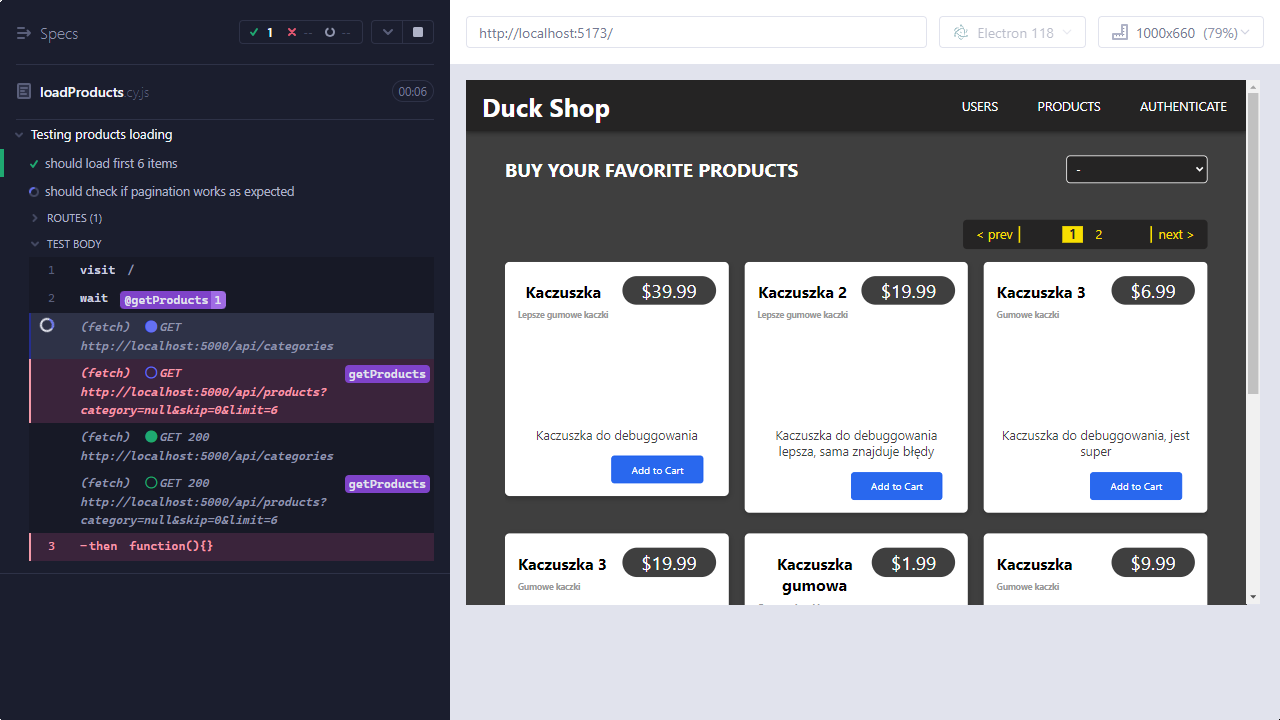 Specs
1
--
--
http://localhost:5173/
Electron 118
1000x660 (79%)
loadProducts cy.js
00:06
Testing products loading
should load first 6 items
should check if pagination works as expected
ROUTES (1)
TEST BODY
1 visit /
2 wait @getProducts 1
(fetch) GET
http://localhost:5000/api/categories
(fetch) GET getProducts
http://localhost:5000/api/products?
category=null&skip=0&limit=6
(fetch) GET 200
http://localhost:5000/api/categories
(fetch) GET 200 getProducts
http://localhost:5000/api/products?
category=null&skip=0&limit=6
3 -then function(){}
Duck Shop
USERS PRODUCTS AUTHENTICATE
BUY YOUR FAVORITE PRODUCTS
-
< prev | 1 2 | next >
Kaczuszka $39.99
Lepsze gumowe kaczki
Kaczuszka do debuggowania
Add to Cart
Kaczuszka 2 $19.99
Lepsze gumowe kaczki
Kaczuszka do debuggowania
lepsza, sama znajduje błędy
Add to Cart
Kaczuszka 3 $6.99
Gumowe kaczki
Kaczuszka do debuggowania, jest
super
Add to Cart
Kaczuszka 3 $19.99
Gumowe kaczki
Kaczuszka $1.99
gumowa
Kaczuszka $9.99
Gumowe kaczki